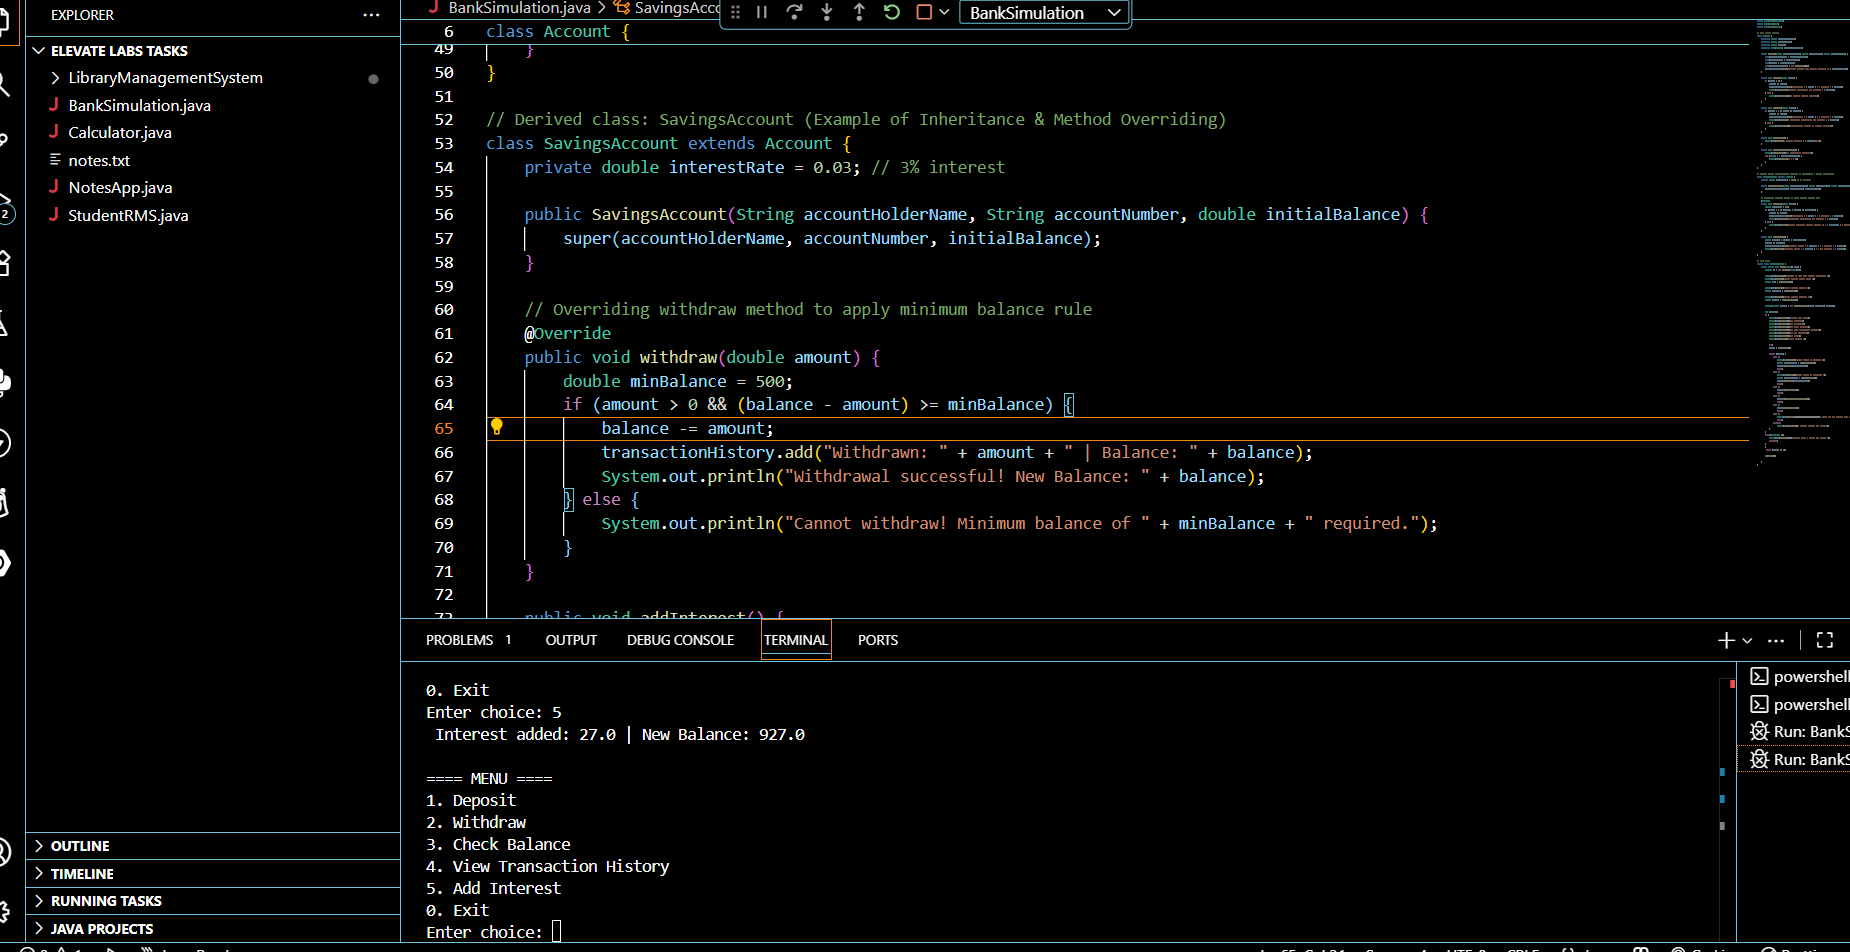 EXPLORER
ELEVATE LABS TASKS
LibraryManagementSystem
BankSimulation.java
Calculator.java
notes.txt
NotesApp.java
StudentRMS.java
2
OUTLINE
TIMELINE
RUNNING TASKS
JAVA PROJECTS
BankSimulation.java > SavingsAcc
BankSimulation
6 class Account {
49 }
50 }
51
52 // Derived class: SavingsAccount (Example of Inheritance & Method Overriding)
53 class SavingsAccount extends Account {
54 private double interestRate = 0.03; // 3% interest
55
56 public SavingsAccount(String accountHolderName, String accountNumber, double initialBalance) {
57 super(accountHolderName, accountNumber, initialBalance);
58 }
59
60 // Overriding withdraw method to apply minimum balance rule
61 @Override
62 public void withdraw(double amount) {
63 double minBalance = 500;
64 if (amount > 0 && (balance - amount) >= minBalance) {
65 balance -= amount;
66 transactionHistory.add("Withdrawn: " + amount + " | Balance: " + balance);
67 System.out.println("Withdrawal successful! New Balance: " + balance);
68 } else {
69 System.out.println("Cannot withdraw! Minimum balance of " + minBalance + " required.");
70 }
71 }
72
73 public void addInterest() {
PROBLEMS 1 OUTPUT DEBUG CONSOLE TERMINAL PORTS
0. Exit
Enter choice: 5
Interest added: 27.0 | New Balance: 927.0
==== MENU ====
1. Deposit
2. Withdraw
3. Check Balance
4. View Transaction History
5. Add Interest
0. Exit
Enter choice:
powershell
powershell
Run: BankS
Run: BankS